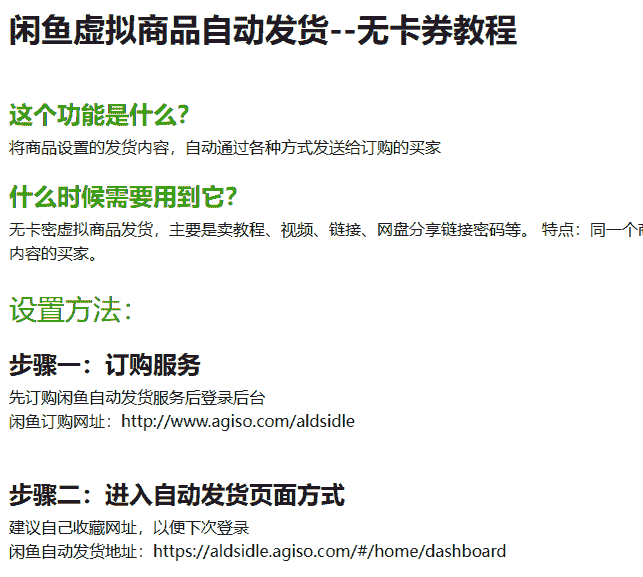 闲鱼虚拟商品自动发货--无卡券教程
这个功能是什么?
将商品设置的发货内容，自动通过各种方式发送给订购的买家
什么时候需要用到它?
无卡密虚拟商品发货，主要是卖教程、视频、链接、网盘分享链接密码等。 特点：同一个
内容的买家。
设置方法：
步骤一：订购服务
先订购闲鱼自动发货服务后登录后台
闲鱼订购网址：http://www.agiso.com/aldsidle
步骤二：进入自动发货页面方式
建议自己收藏网址，以便下次登录
闲鱼自动发货地址：https://aldsidle.agiso.com/#/home/dashboard